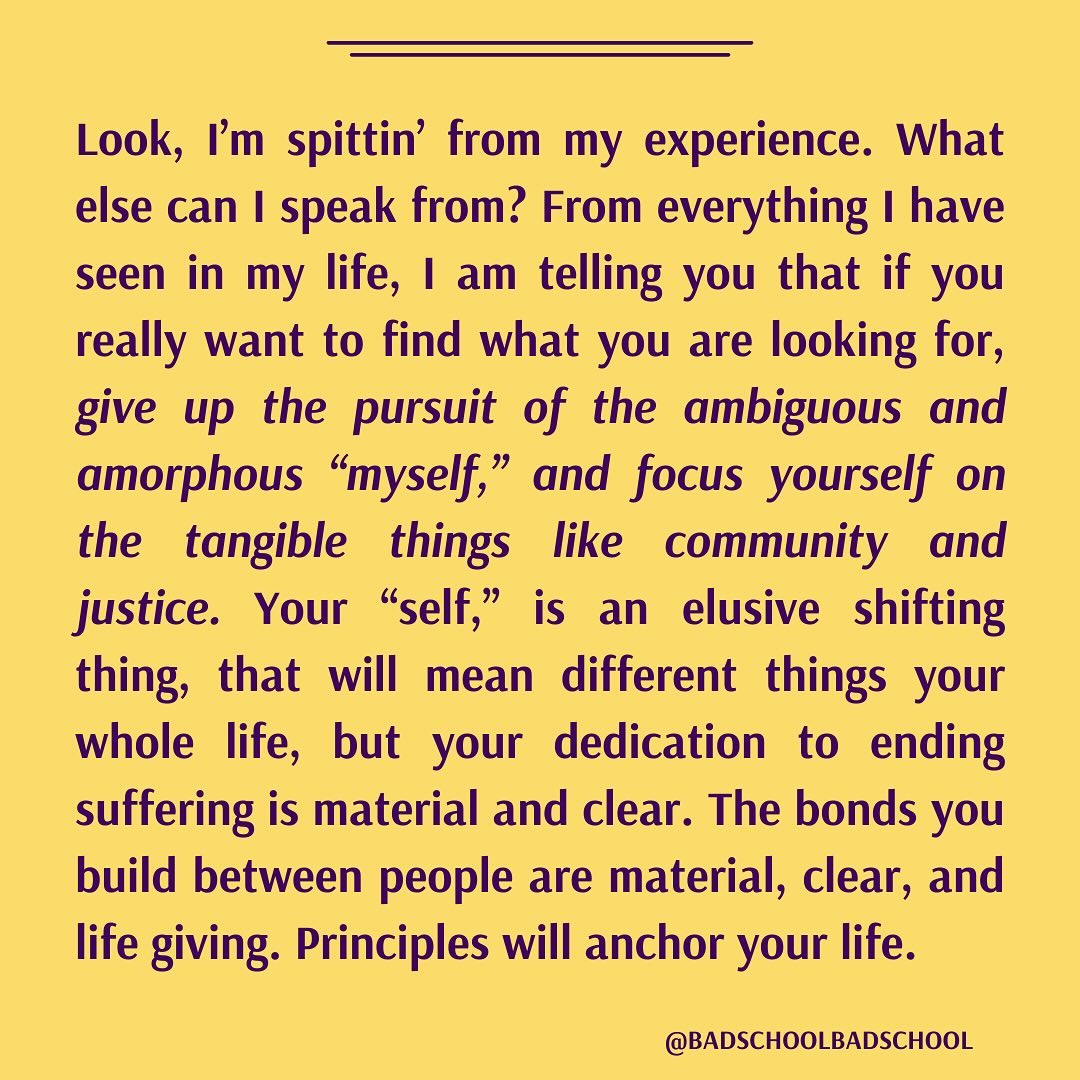 Look, I’m spittin’ from my experience. What
else can I speak from? From everything I have
seen in my life, I am telling you that if you
really want to find what you are looking for,
give up the pursuit of the ambiguous and
amorphous “myself,” and focus yourself on
the tangible things like community and
justice. Your “self,” is an elusive shifting
thing, that will mean different things your
whole life, but your dedication to ending
suffering is material and clear. The bonds you
build between people are material, clear, and
life giving. Principles will anchor your life.
@BADSCHOOLBADSCHOOL